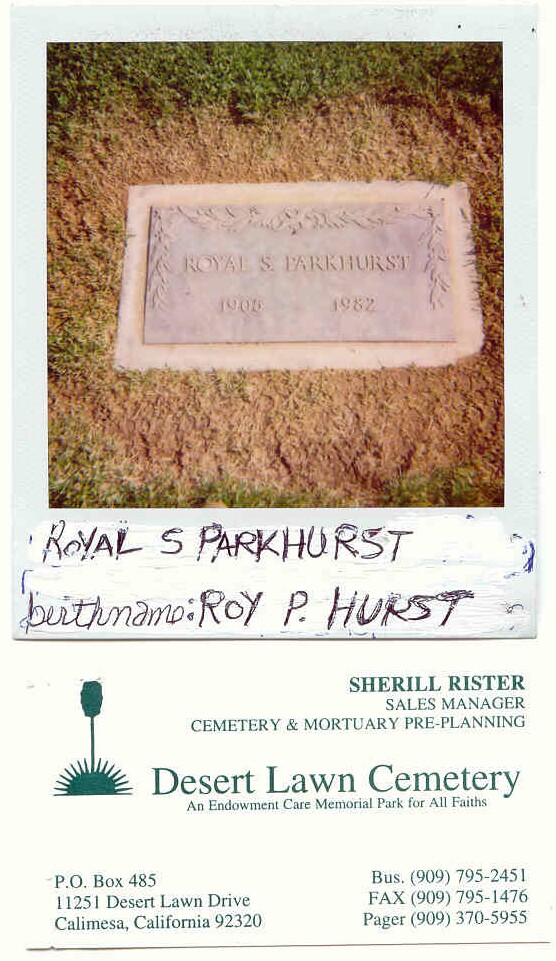 ROYAL S. PARKHURST
1905 1982
ROYAL S PARKHURST
birthname: ROY P. HURST
SHERILL RISTER
SALES MANAGER
CEMETERY & MORTUARY PRE-PLANNING
Desert Lawn Cemetery
An Endowment Care Memorial Park for All Faiths
P.O. Box 485
11251 Desert Lawn Drive
Calimesa, California 92320
Bus. (909) 795-2451
FAX (909) 795-1476
Pager (909) 370-5955